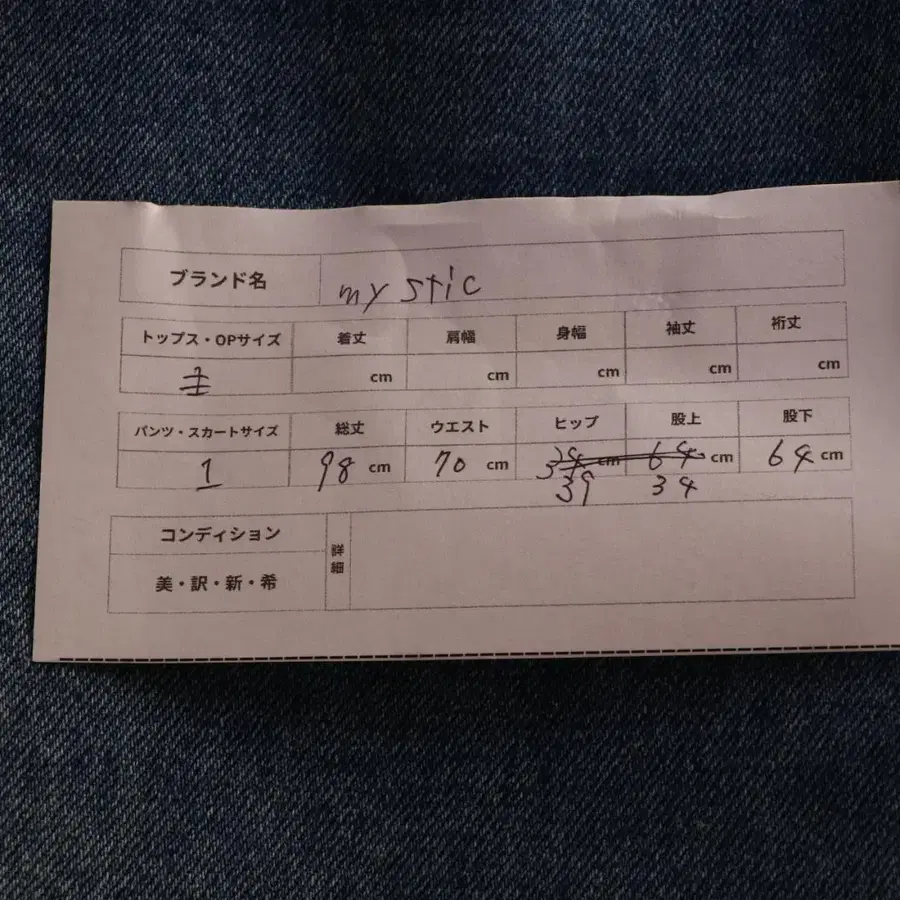 ブランド名 mystic
トップス・OPサイズ 着丈 肩幅 身幅 袖丈 裄丈
cm cm cm cm cm
パンツ・スカートサイズ 総丈 ウエスト ヒップ 股上 股下
1 98 cm 70 cm 34 cm 64 cm 64 cm
39 34
コンディション 詳細
美・訳・新・希